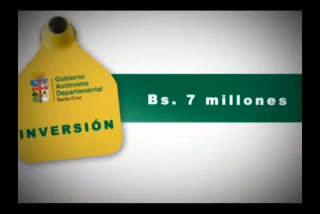 Gobierno
Autónomo
Departamental
Santa Cruz
INVERSIÓN
Bs. 7 millones